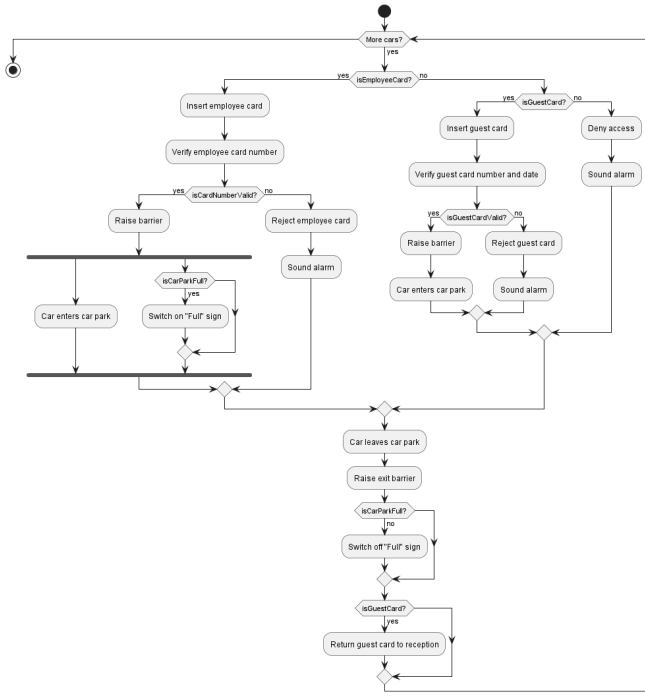 More cars?
yes
yes
isEmployeeCard?
no
Insert employee card
Verify employee card number
yes
isCardNumberValid?
no
Raise barrier
Reject employee card
Sound alarm
isCarParkFull?
yes
Car enters car park
Switch on "Full" sign
yes
isGuestCard?
no
Insert guest card
Deny access
Verify guest card number and date
Sound alarm
yes
isGuestCardValid?
no
Raise barrier
Reject guest card
Car enters car park
Sound alarm
Car leaves car park
Raise exit barrier
isCarParkFull?
no
Switch off "Full" sign
isGuestCard?
yes
Return guest card to reception